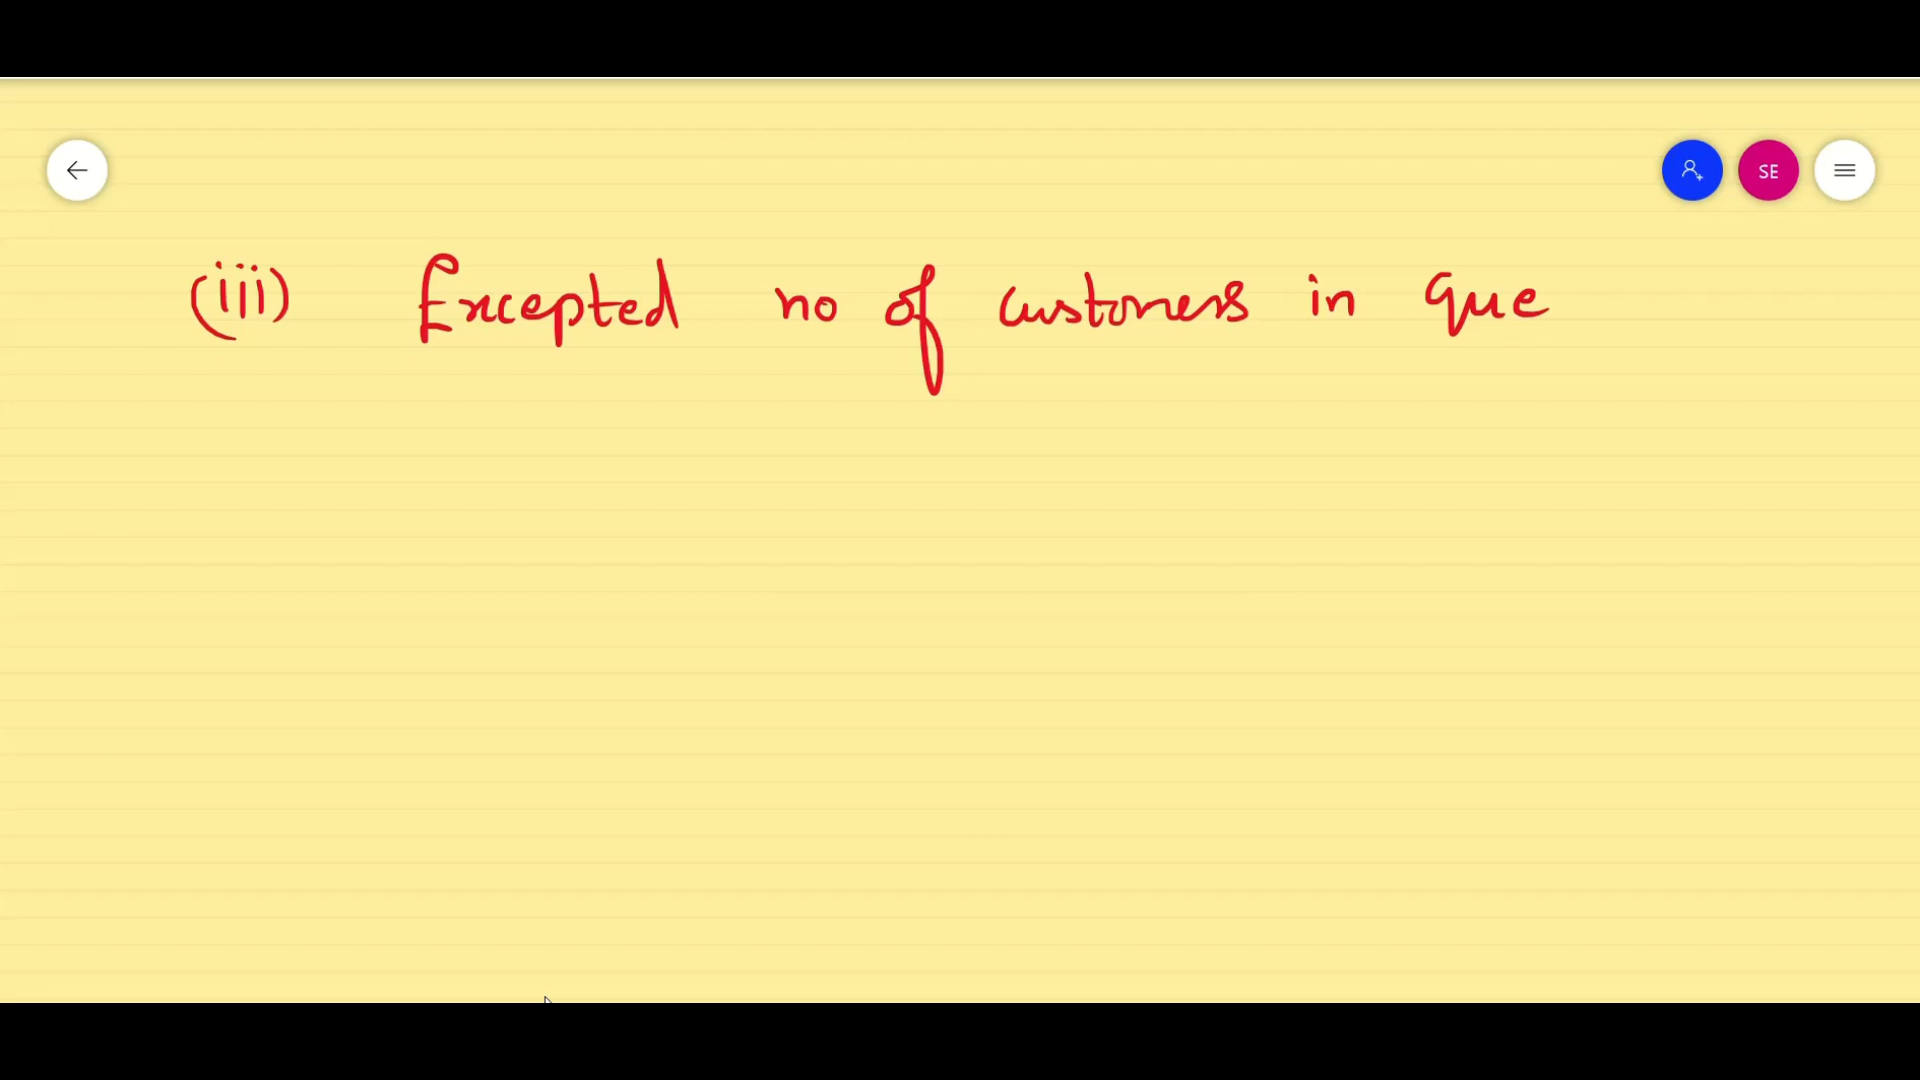 SE
(iii) Excepted no of customers in que